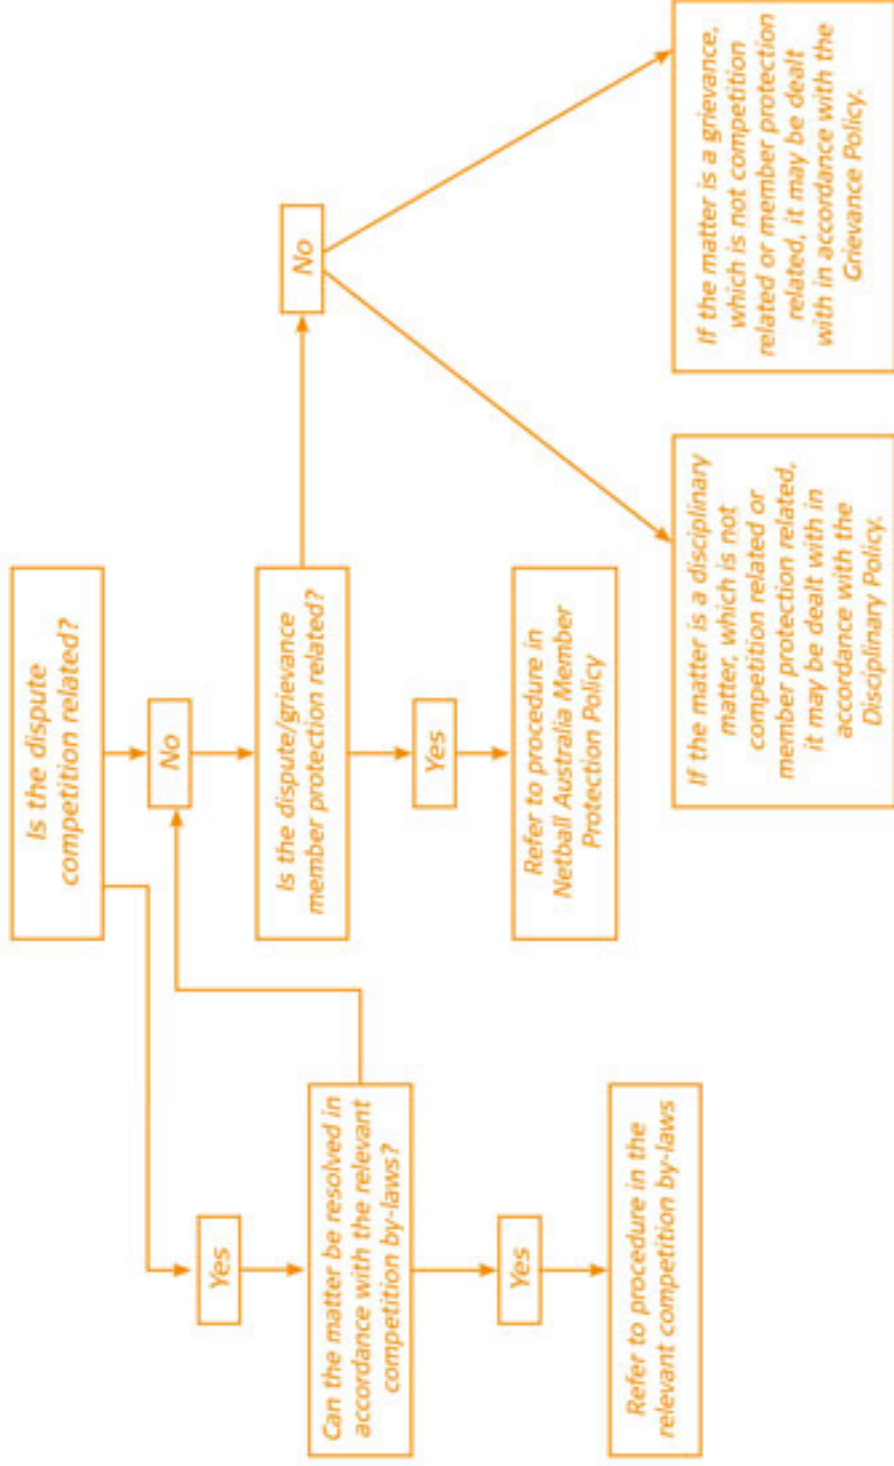 Is the dispute
competition related?
No
Yes
Is the dispute/grievance
member protection related?
No
Can the matter be resolved in
accordance with the relevant
competition by-laws?
Yes
Yes
Refer to procedure in
Netball Australia Member
Protection Policy
Refer to procedure in the
relevant competition by-laws
If the matter is a disciplinary
matter, which is not
competition related or
member protection related,
it may be dealt with in
accordance with the
Disciplinary Policy.
If the matter is a grievance,
which is not competition
related or member protection
related, it may be dealt
with in accordance with the
Grievance Policy.